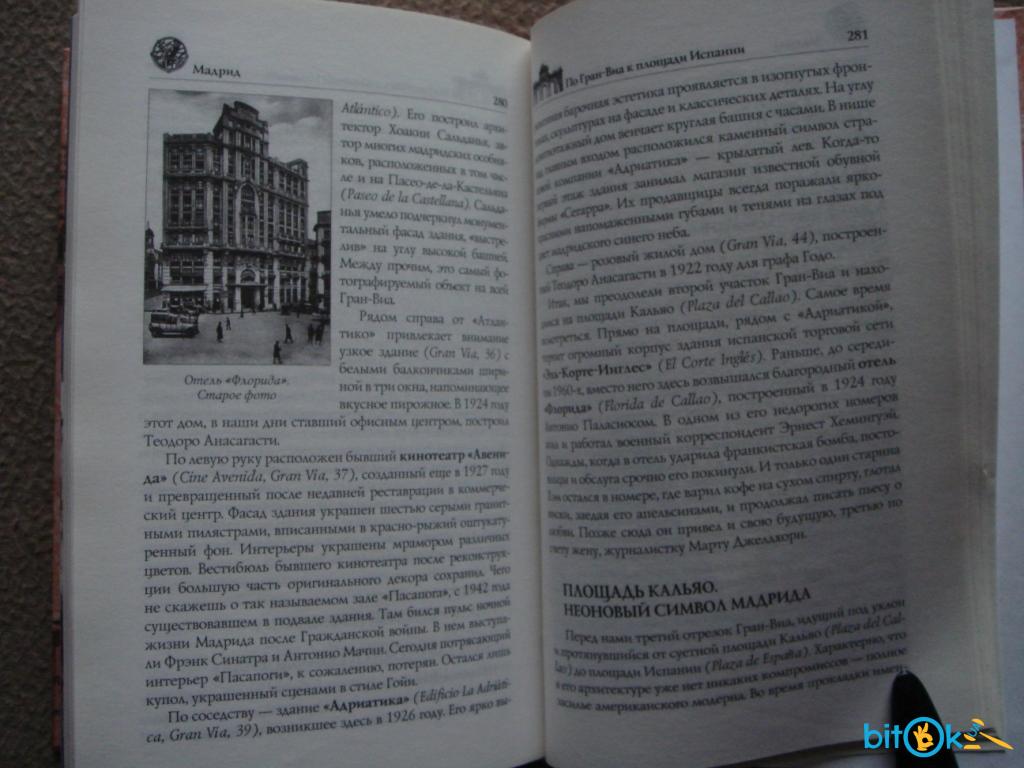 Мадрид
280
Отель «Флорида».
Старое фото
Atlántico). Его построил архи-
тектор Хоакин Сальданья, ав-
тор многих мадридских особня-
ков, расположенных в том чис-
ле и на Пасео-де-ла-Кастельяна
(Paseo de la Castellana). Сальда-
нья умело подчеркнул монумен-
тальный фасад здания, «выстре-
лив» на углу высокой башней.
Между прочим, это самый фо-
тографируемый объект на всей
Гран-Виа.
Рядом справа от «Атлан-
тико» привлекает внимание
узкое здание (Gran Vía, 36) с
белыми балкончиками шири-
ной в три окна, напоминающее
вкусное пирожное. В 1924 году
этот дом, в наши дни ставший офисным центром, построил
Теодоро Анасагасти.
По левую руку расположен бывший кинотеатр «Авени-
да» (Cine Avenida, Gran Vía, 37), созданный еще в 1927 году
и превращенный после недавней реставрации в коммерче-
ский центр. Фасад здания украшен шестью серыми гранит-
ными пилястрами, вписанными в красно-рыжий оштукату-
ренный фон. Интерьеры украшены мрамором различных
цветов. Вестибюль бывшего кинотеатра после реконструк-
ции большую часть оригинального декора сохранил. Чего
не скажешь о так называемом зале «Пасапога», с 1942 года
существовавшем в подвале здания. Там бился пульс ночной
жизни Мадрида после Гражданской войны. В нем выступа-
ли Фрэнк Синатра и Антонио Мачин. Сегодня потрясающий
интерьер «Пасапоги», к сожалению, потерян. Остался лишь
купол, украшенный сценами в стиле Гойи.
По соседству — здание «Адриатика» (Edificio La Adriáti-
ca, Gran Vía, 39), возникшее здесь в 1926 году. Его ярко вы-
По Гран-Виа к площади Испании
281
барочная эстетика проявляется в изогнутых фрон-
скульптурах на фасаде и классических деталях. На углу
дом венчает круглая башня с часами. В нише
входом расположился каменный символ стра-
компании «Адриатика» — крылатый лев. Когда-то
этаж здания занимал магазин известной обувной
«Сегарра». Их продавщицы всегда поражали ярко-
напомаженными губами и тенями на глазах под
мадридского синего неба.
Справа — розовый жилой дом (Gran Vía, 44), построен-
Теодоро Анасагасти в 1922 году для графа Годо.
Итак, мы преодолели второй участок Гран-Виа и нахо-
на площади Кальяо (Plaza del Callao). Самое время
осмотреться. Прямо на площади, рядом с «Адриатикой»,
огромный корпус здания испанской торговой сети
«Эль-Корте-Инглес» (El Corte Inglés). Раньше, до середи-
1960-х, вместо него здесь возвышался благородный отель
«Флорида» (Florida de Callao), построенный в 1924 году
Антонио Паласиосом. В одном из его недорогих номеров
и работал военный корреспондент Эрнест Хемингуэй.
Однажды, когда в отель ударила франкистская бомба, посто-
и обслуга срочно его покинули. И только один старина
остался в номере, где варил кофе на сухом спирту, глотал
заедая его апельсинами, и продолжал писать пьесу о
любви. Позже сюда он привел и свою будущую, третью по
счету жену, журналистку Марту Джеллхорн.
ПЛОЩАДЬ КАЛЬЯО.
НЕОНОВЫЙ СИМВОЛ МАДРИДА
Перед нами третий отрезок Гран-Виа, идущий под уклон
и протянувшийся от суетной площади Кальяо (Plaza del Cal-
lao) до площади Испании (Plaza de España). Характерно, что
в его архитектуре уже нет никаких компромиссов — полное
засилье американского модерна. Во время прокладки именно
bitOk